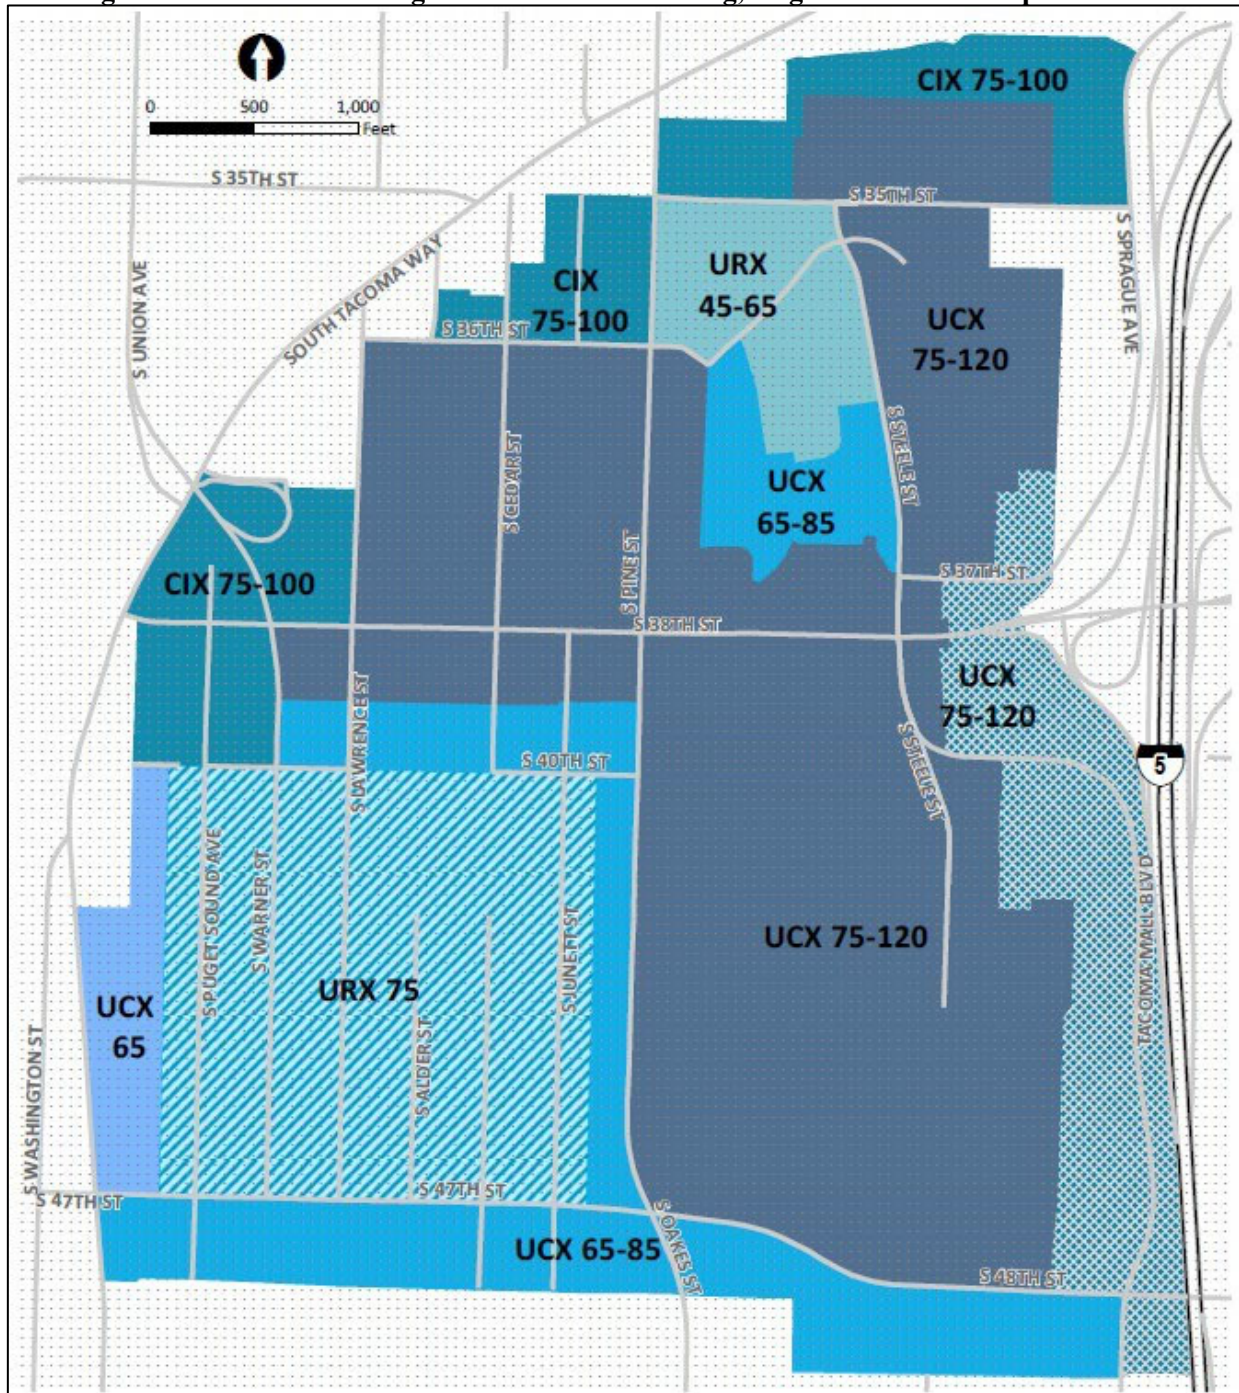 CIX 75-100
0 500 1,000
Feet
S 35TH ST
S 35TH ST
S UNION AVE
SOUTH TACOMA WAY
S SPRAGUE AVE
URX
45-65
CIX
75-100
S 36TH ST
UCX
75-120
S CEDAR ST
S STEELE ST
UCX
65-85
S PINE ST
CIX 75-100
S 37TH ST
S 38TH ST
UCX
75-120
S LAWRENCE ST
S 40TH ST
S STEELE ST
5
S PUGET SOUND AVE
S WARNER ST
S JUNETT ST
TACOMA MALL BLVD
UCX 75-120
URX 75
UCX
65
S ALDER ST
S WASHINGTON ST
S 47TH ST
S 47TH ST
S OAKES ST
UCX 65-85
S 48TH ST